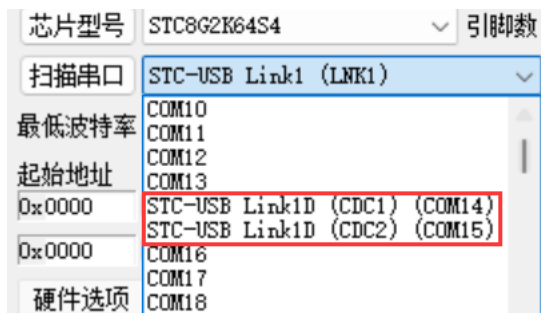 芯片型号 STC8G2K64S4 引脚数
扫描串口 STC-USB Link1 (LNK1)
最低波特率
起始地址
0x0000
0x0000
硬件选项
COM10
COM11
COM12
COM13
STC-USB Link1D (CDC1) (COM14)
STC-USB Link1D (CDC2) (COM15)
COM16
COM17
COM18